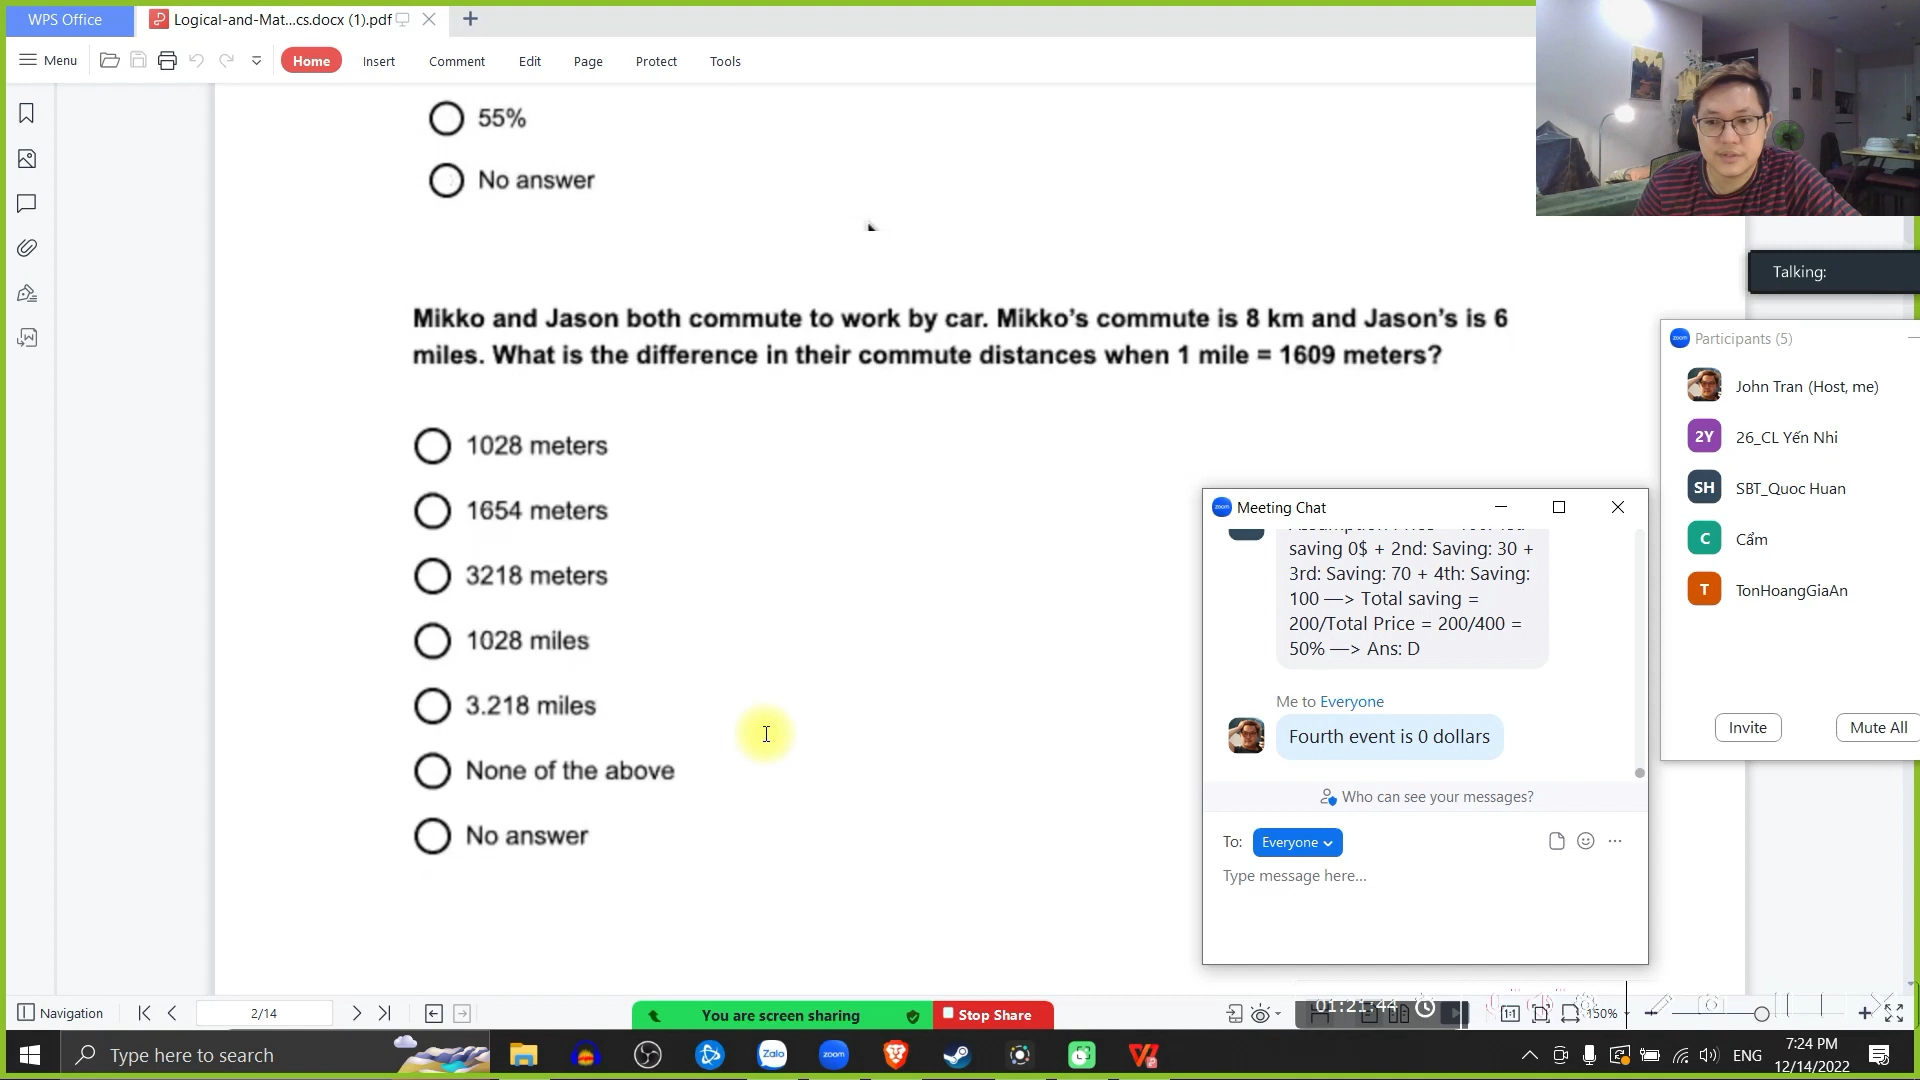 WPS Office
Logical-and-Mat...cs.docx (1).pdf
Menu
Home
Insert
Comment
Edit
Page
Protect
Tools
55%
No answer
Mikko and Jason both commute to work by car. Mikko's commute is 8 km and Jason's is 6
miles. What is the difference in their commute distances when 1 mile = 1609 meters?
1028 meters
1654 meters
3218 meters
1028 miles
3.218 miles
None of the above
No answer
Talking:
Participants (5)
John Tran (Host, me)
2Y 26_CL Yến Nhi
SH SBT_Quoc Huan
C Cẩm
T TonHoangGiaAn
Invite
Mute All
zoom Meeting Chat
saving 0$ + 2nd: Saving: 30 +
3rd: Saving: 70 + 4th: Saving:
100 —> Total saving =
200/Total Price = 200/400 =
50% —> Ans: D
Me to Everyone
Fourth event is 0 dollars
Who can see your messages?
To: Everyone
Type message here...
Navigation
2/14
You are screen sharing
Stop Share
01:21:44
150%
Type here to search
Zalo
zoom
ENG
7:24 PM
12/14/2022